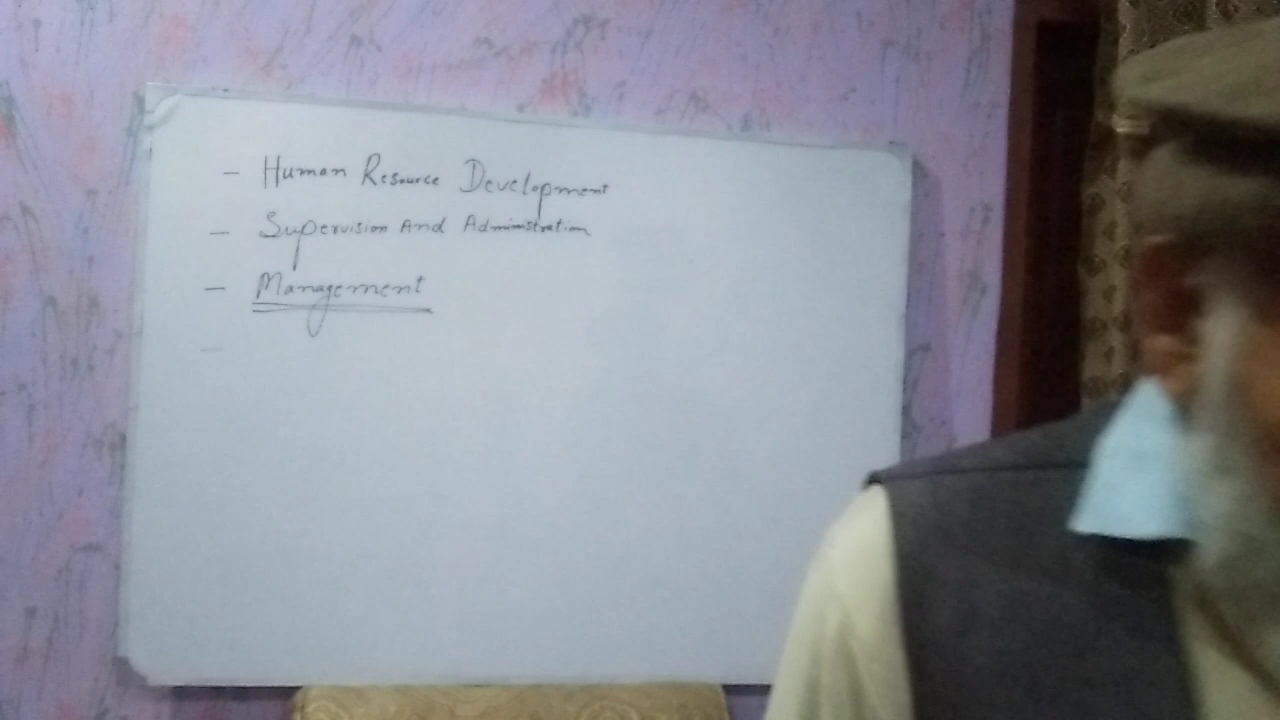 - Human Resource Development
- Supervision And Administration
- Management
-